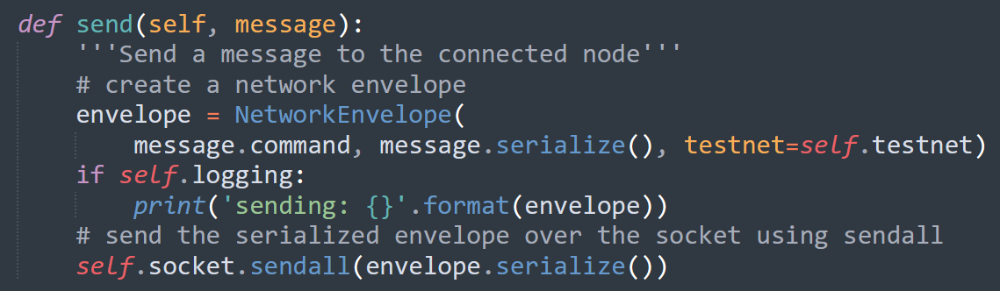 def send(self, message):
    '''Send a message to the connected node'''
    # create a network envelope
    envelope = NetworkEnvelope(
        message.command, message.serialize(), testnet=self.testnet)
    if self.logging:
        print('sending: {}'.format(envelope))
    # send the serialized envelope over the socket using sendall
    self.socket.sendall(envelope.serialize())